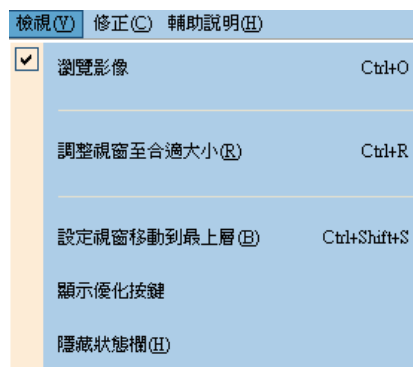 檢視(V) 修正(C) 輔助說明(H)
瀏覽影像 Ctrl+O
調整視窗至合適大小(R) Ctrl+R
設定視窗移動到最上層(B) Ctrl+Shift+S
顯示優化按鍵
隱藏狀態欄(H)